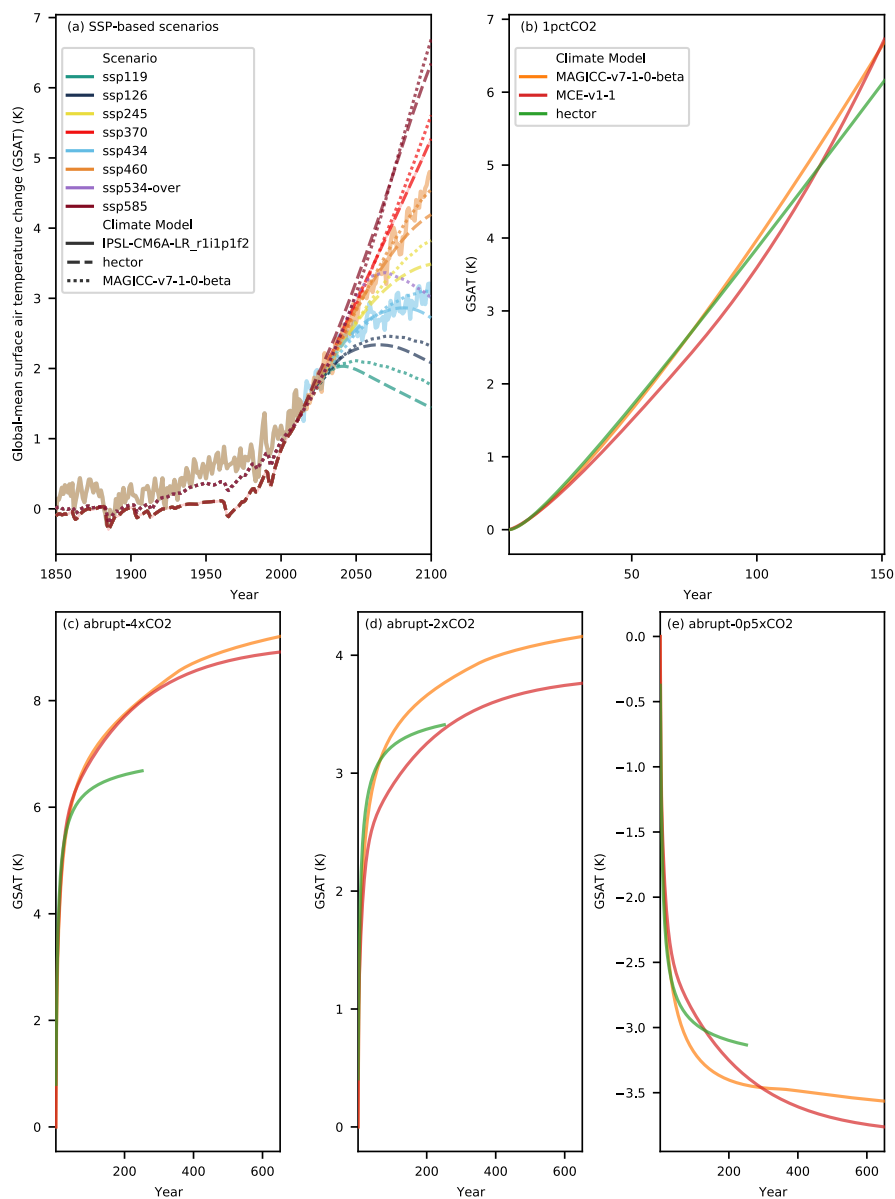 (a) SSP-based scenarios
Global-mean surface air temperature change (GSAT) (K)
7
6
5
4
3
2
1
0
Scenario
ssp119
ssp126
ssp245
ssp370
ssp434
ssp460
ssp534-over
ssp585
Climate Model
IPSL-CM6A-LR_r1i1p1f2
hector
MAGICC-v7-1-0-beta
1850 1900 1950 2000 2050 2100
Year
(b) 1pctCO2
GSAT (K)
7
6
5
4
3
2
1
0
Climate Model
MAGICC-v7-1-0-beta
MCE-v1-1
hector
50 100 150
Year
(c) abrupt-4xCO2
GSAT (K)
8
6
4
2
0
200 400 600
Year
(d) abrupt-2xCO2
GSAT (K)
4
3
2
1
0
200 400 600
Year
(e) abrupt-0p5xCO2
GSAT (K)
0.0
−0.5
−1.0
−1.5
−2.0
−2.5
−3.0
−3.5
200 400 600
Year